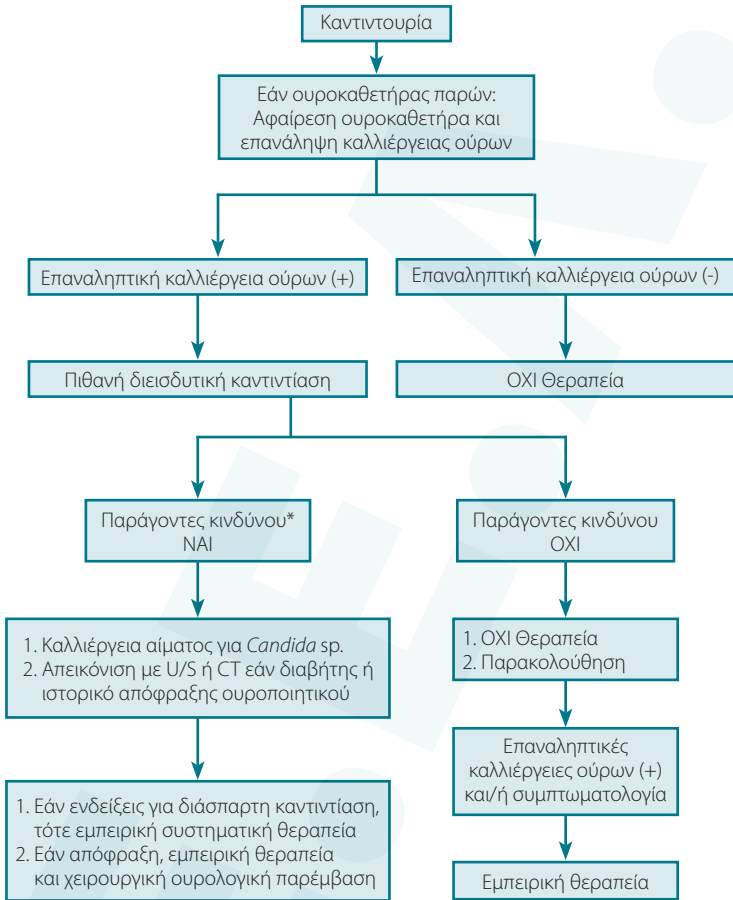 Καντιντουρία
Εάν ουροκαθετήρας παρών:
Αφαίρεση ουροκαθετήρα και
επανάληψη καλλιέργειας ούρων
Επαναληπτική καλλιέργεια ούρων (+)
Επαναληπτική καλλιέργεια ούρων (-)
Πιθανή διεισδυτική καντιντίαση
ΟΧΙ Θεραπεία
Παράγοντες κινδύνου*
ΝΑΙ
Παράγοντες κινδύνου
ΟΧΙ
1. Καλλιέργεια αίματος για Candida sp.
2. Απεικόνιση με U/S ή CT εάν διαβήτης ή
ιστορικό απόφραξης ουροποιητικού
1. ΟΧΙ Θεραπεία
2. Παρακολούθηση
Επαναληπτικές
καλλιέργειες ούρων (+)
και/ή συμπτωματολογία
1. Εάν ενδείξεις για διάσπαρτη καντιντίαση,
τότε εμπειρική συστηματική θεραπεία
2. Εάν απόφραξη, εμπειρική θεραπεία
και χειρουργική ουρολογική παρέμβαση
Εμπειρική θεραπεία